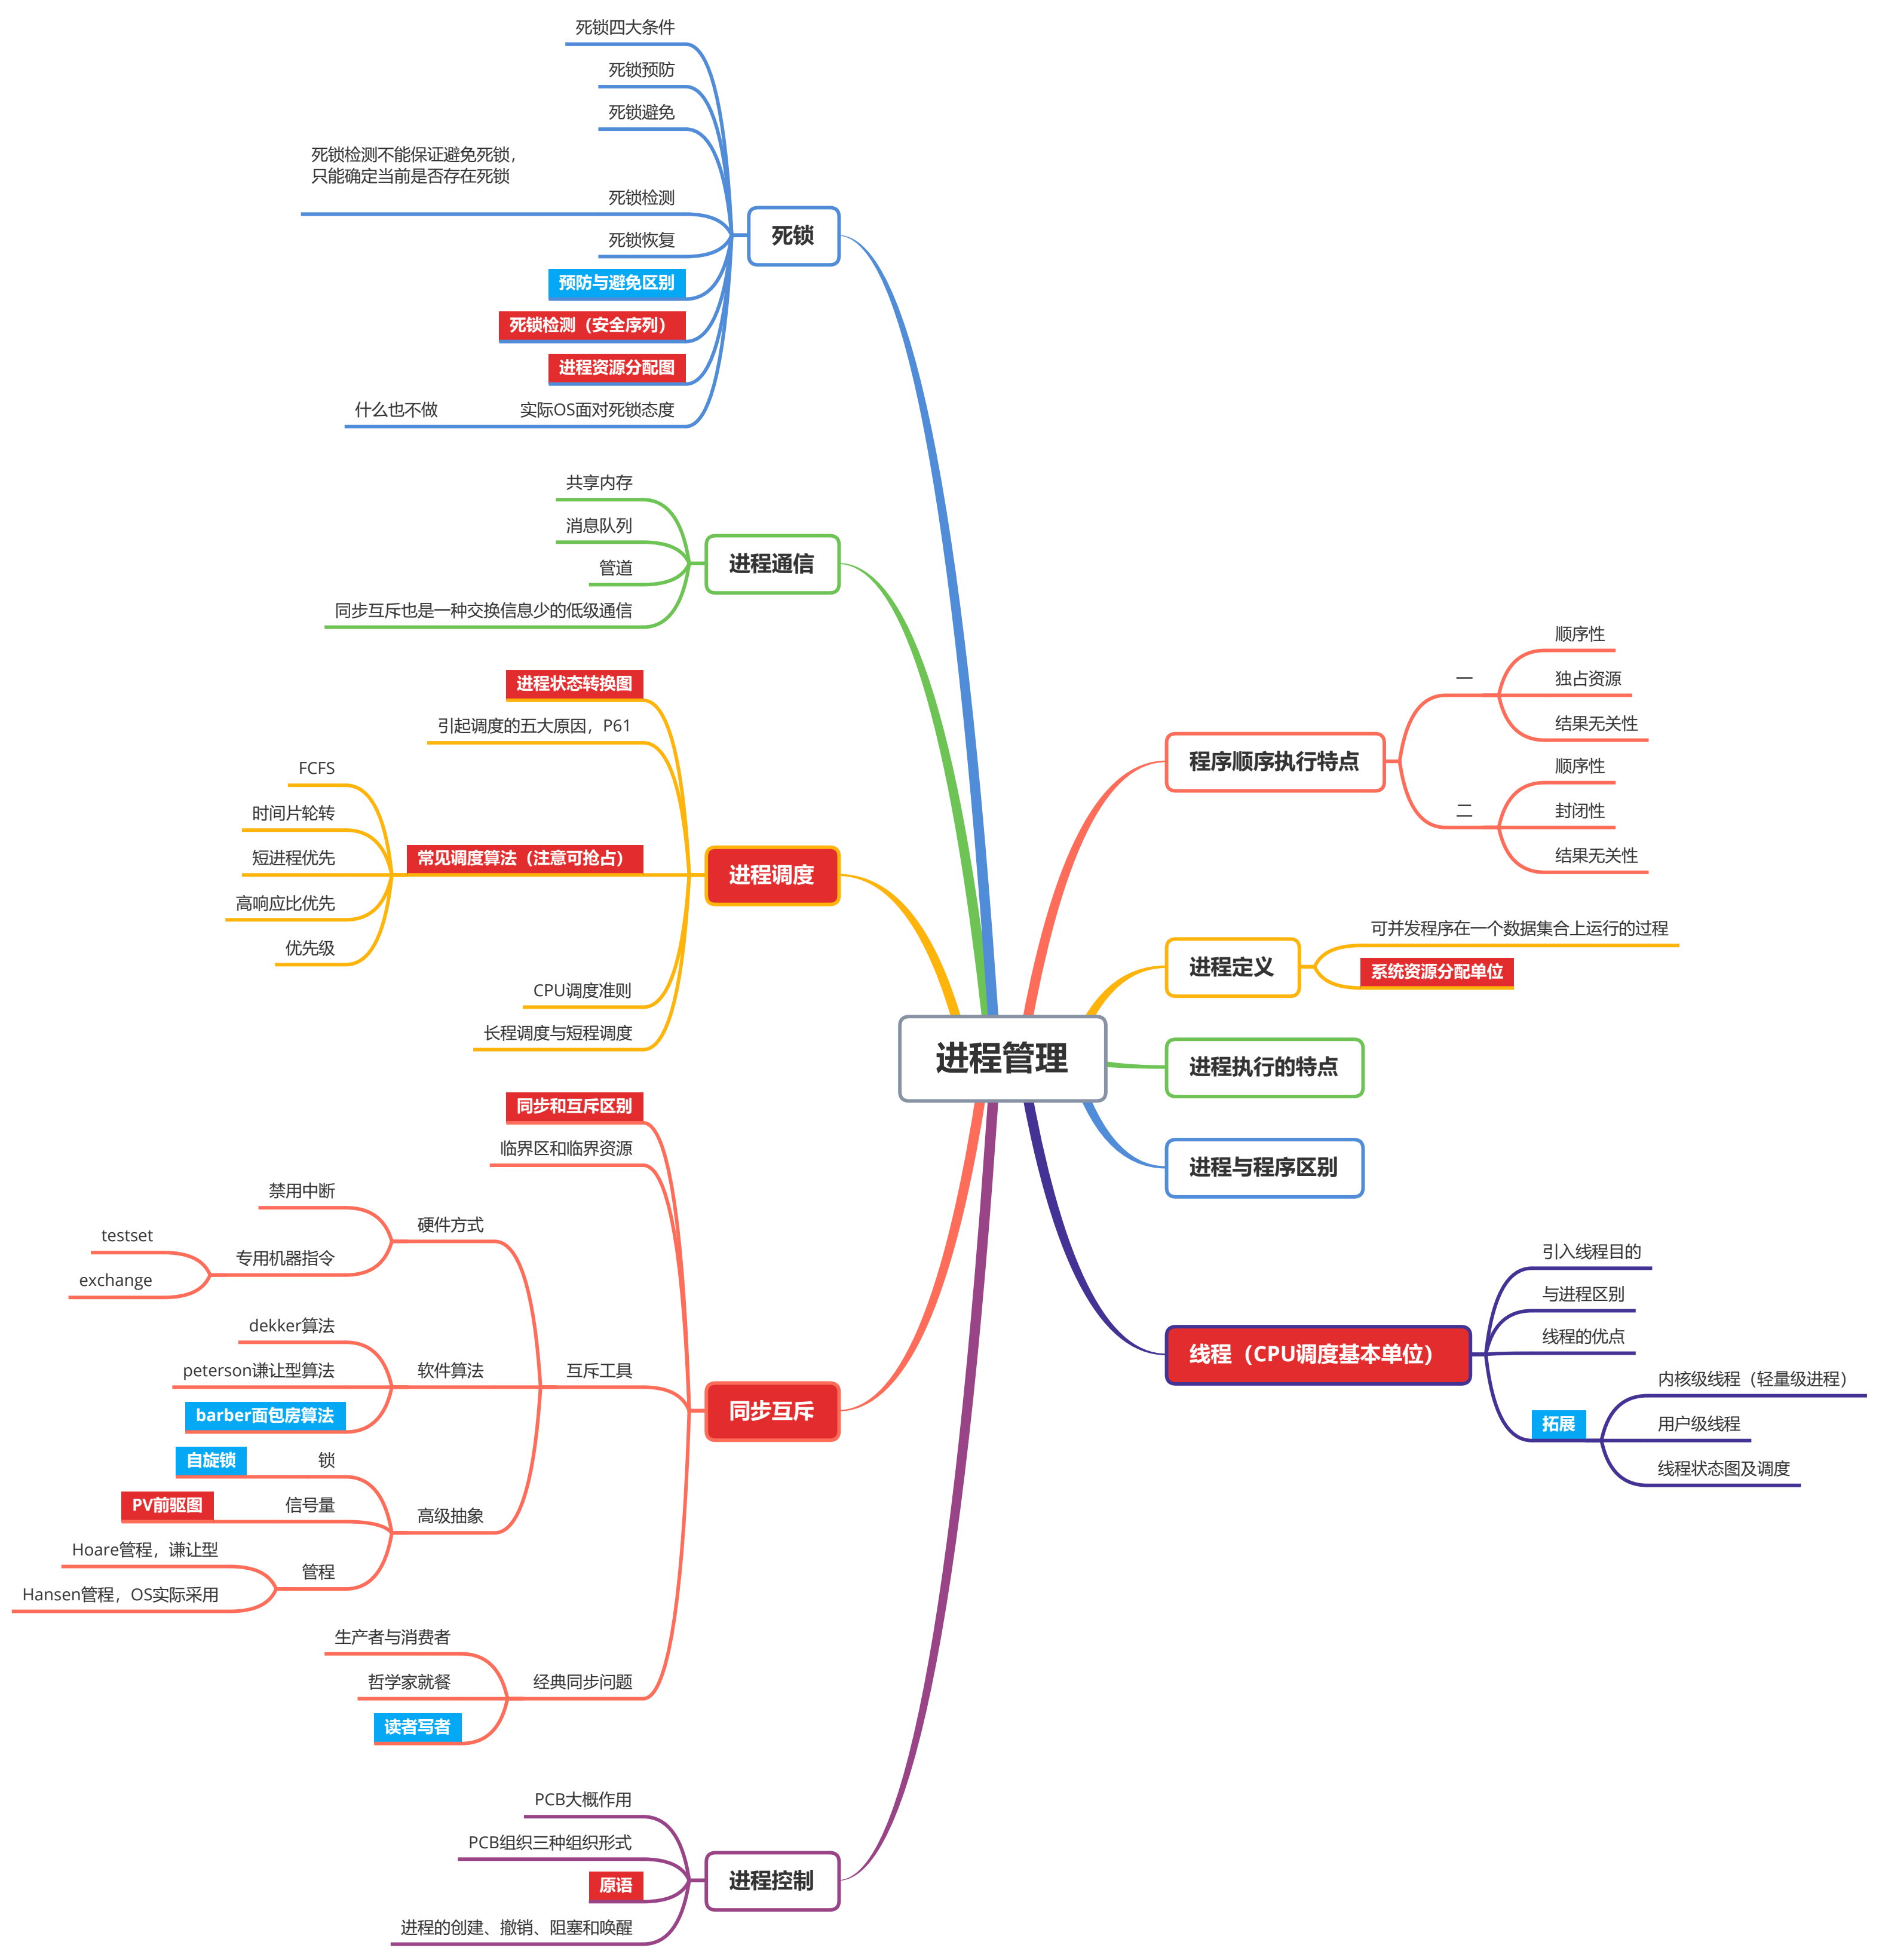 进程管理
程序顺序执行特点
一
顺序性
独占资源
结果无关性
二
顺序性
封闭性
结果无关性
进程定义
可并发程序在一个数据集合上运行的过程
系统资源分配单位
进程执行的特点
进程与程序区别
线程（CPU调度基本单位）
引入线程目的
与进程区别
线程的优点
拓展
内核级线程（轻量级进程）
用户级线程
线程状态图及调度
死锁
死锁四大条件
死锁预防
死锁避免
死锁检测
死锁检测不能保证避免死锁，
只能确定当前是否存在死锁
死锁恢复
预防与避免区别
死锁检测（安全序列）
进程资源分配图
实际OS面对死锁态度
什么也不做
进程通信
共享内存
消息队列
管道
同步互斥也是一种交换信息少的低级通信
进程调度
进程状态转换图
引起调度的五大原因，P61
常见调度算法（注意可抢占）
FCFS
时间片轮转
短进程优先
高响应比优先
优先级
CPU调度准则
长程调度与短程调度
同步互斥
同步和互斥区别
临界区和临界资源
互斥工具
硬件方式
禁用中断
专用机器指令
testset
exchange
软件算法
dekker算法
peterson谦让型算法
barber面包房算法
高级抽象
锁
自旋锁
信号量
PV前驱图
管程
Hoare管程，谦让型
Hansen管程，OS实际采用
经典同步问题
生产者与消费者
哲学家就餐
读者写者
进程控制
PCB大概作用
PCB组织三种组织形式
原语
进程的创建、撤销、阻塞和唤醒